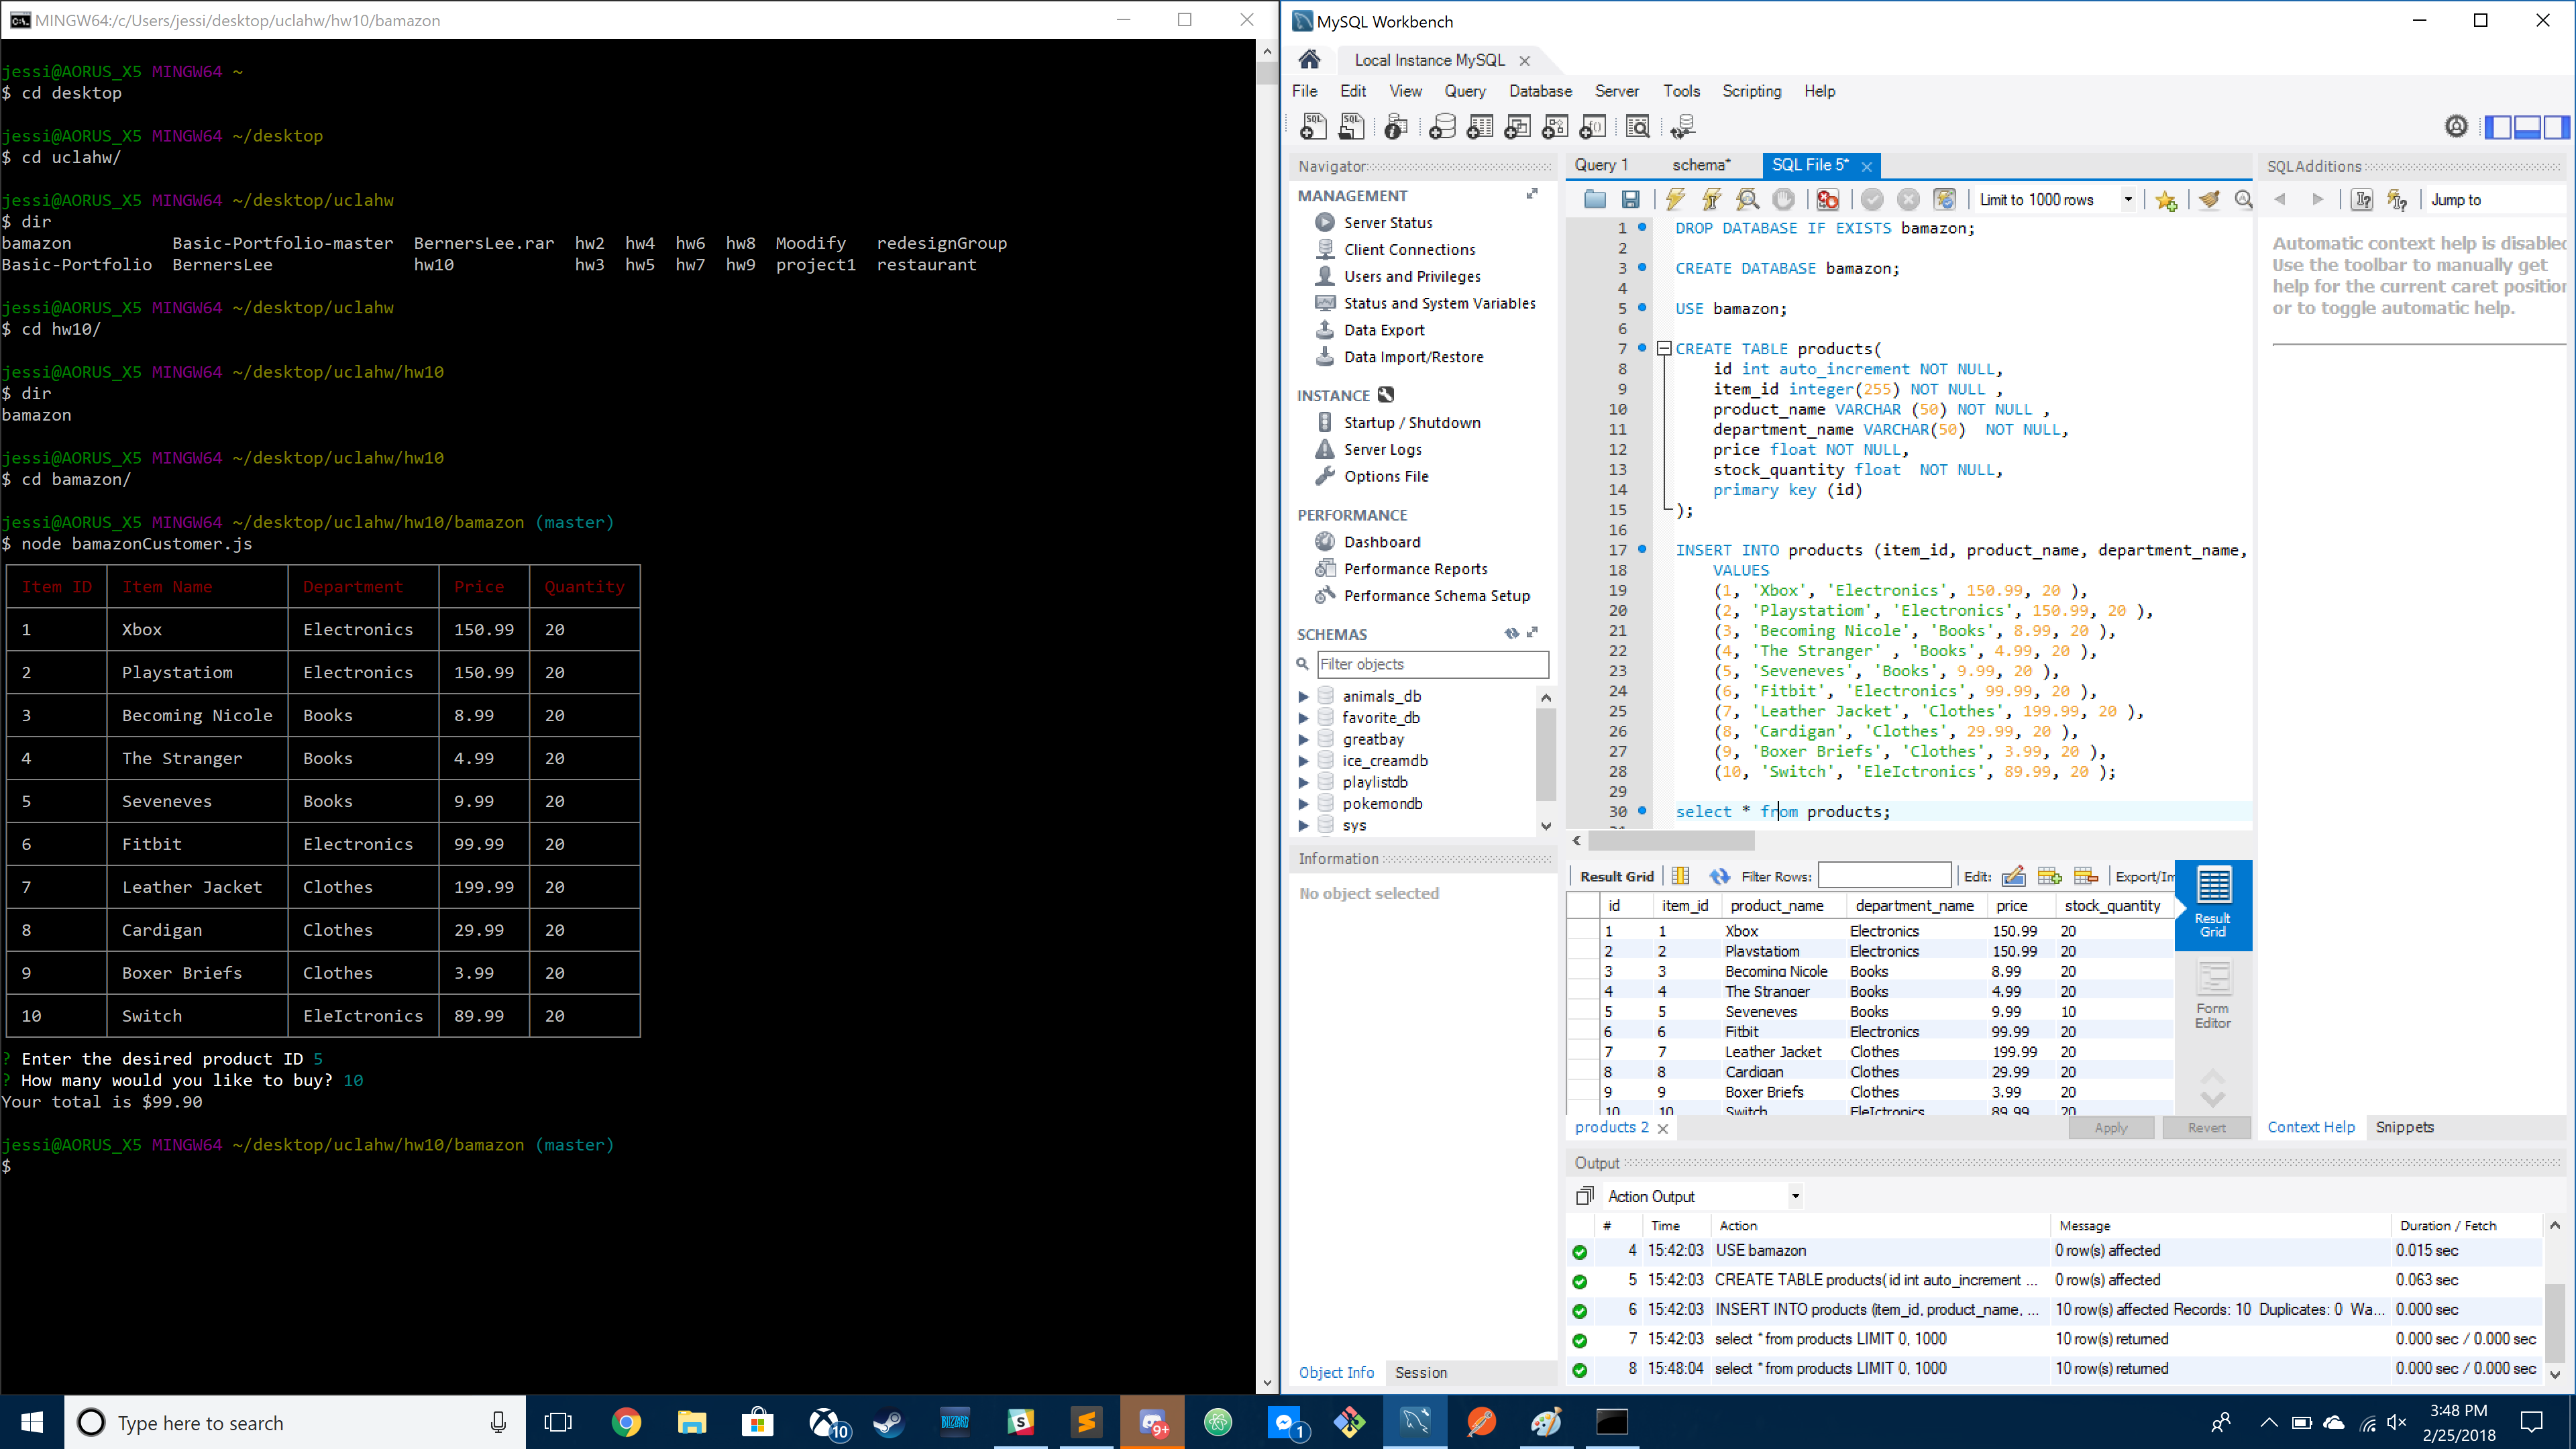 MINGW64:/c/Users/jessi/desktop/uclahw/hw10/bamazon
jessi@AORUS_X5 MINGW64 ~
$ cd desktop
jessi@AORUS_X5 MINGW64 ~/desktop
$ cd uclahw/
jessi@AORUS_X5 MINGW64 ~/desktop/uclahw
$ dir
bamazon Basic-Portfolio-master BernersLee.rar hw2 hw4 hw6 hw8 Moodify redesignGroup
Basic-Portfolio BernersLee hw10 hw3 hw5 hw7 hw9 project1 restaurant
jessi@AORUS_X5 MINGW64 ~/desktop/uclahw
$ cd hw10/
jessi@AORUS_X5 MINGW64 ~/desktop/uclahw/hw10
$ dir
bamazon
jessi@AORUS_X5 MINGW64 ~/desktop/uclahw/hw10
$ cd bamazon/
jessi@AORUS_X5 MINGW64 ~/desktop/uclahw/hw10/bamazon (master)
$ node bamazonCustomer.js
Item ID Item Name Department Price Quantity
1 Xbox Electronics 150.99 20
2 Playstatiom Electronics 150.99 20
3 Becoming Nicole Books 8.99 20
4 The Stranger Books 4.99 20
5 Seveneves Books 9.99 20
6 Fitbit Electronics 99.99 20
7 Leather Jacket Clothes 199.99 20
8 Cardigan Clothes 29.99 20
9 Boxer Briefs Clothes 3.99 20
10 Switch EleIctronics 89.99 20
? Enter the desired product ID 5
? How many would you like to buy? 10
Your total is $99.90
jessi@AORUS_X5 MINGW64 ~/desktop/uclahw/hw10/bamazon (master)
$
MySQL Workbench
Local Instance MySQL
File Edit View Query Database Server Tools Scripting Help
Navigator
MANAGEMENT
Server Status
Client Connections
Users and Privileges
Status and System Variables
Data Export
Data Import/Restore
INSTANCE
Startup / Shutdown
Server Logs
Options File
PERFORMANCE
Dashboard
Performance Reports
Performance Schema Setup
SCHEMAS
Filter objects
animals_db
favorite_db
greatbay
ice_creamdb
playlistdb
pokemondb
sys
Information
No object selected
Object Info Session
Query 1 schema* SQL File 5*
Limit to 1000 rows
1 DROP DATABASE IF EXISTS bamazon;
2
3 CREATE DATABASE bamazon;
4
5 USE bamazon;
6
7 CREATE TABLE products(
8 id int auto_increment NOT NULL,
9 item_id integer(255) NOT NULL ,
10 product_name VARCHAR (50) NOT NULL ,
11 department_name VARCHAR(50) NOT NULL,
12 price float NOT NULL,
13 stock_quantity float NOT NULL,
14 primary key (id)
15 );
16
17 INSERT INTO products (item_id, product_name, department_name,
18 VALUES
19 (1, 'Xbox', 'Electronics', 150.99, 20 ),
20 (2, 'Playstatiom', 'Electronics', 150.99, 20 ),
21 (3, 'Becoming Nicole', 'Books', 8.99, 20 ),
22 (4, 'The Stranger' , 'Books', 4.99, 20 ),
23 (5, 'Seveneves', 'Books', 9.99, 20 ),
24 (6, 'Fitbit', 'Electronics', 99.99, 20 ),
25 (7, 'Leather Jacket', 'Clothes', 199.99, 20 ),
26 (8, 'Cardigan', 'Clothes', 29.99, 20 ),
27 (9, 'Boxer Briefs', 'Clothes', 3.99, 20 ),
28 (10, 'Switch', 'EleIctronics', 89.99, 20 );
29
30 select * from products;
Result Grid Filter Rows: Edit: Export/Im
id item_id product_name department_name price stock_quantity
1 1 Xbox Electronics 150.99 20
2 2 Playstatiom Electronics 150.99 20
3 3 Becoming Nicole Books 8.99 20
4 4 The Stranger Books 4.99 20
5 5 Seveneves Books 9.99 10
6 6 Fitbit Electronics 99.99 20
7 7 Leather Jacket Clothes 199.99 20
8 8 Cardigan Clothes 29.99 20
9 9 Boxer Briefs Clothes 3.99 20
10 10 Switch EleIctronics 89.99 20
Result
Grid
Form
Editor
products 2 Apply Revert
SQLAdditions
Jump to
Automatic context help is disabled
Use the toolbar to manually get
help for the current caret position
or to toggle automatic help.
Context Help Snippets
Output
Action Output
# Time Action Message Duration / Fetch
4 15:42:03 USE bamazon 0 row(s) affected 0.015 sec
5 15:42:03 CREATE TABLE products( id int auto_increment ... 0 row(s) affected 0.063 sec
6 15:42:03 INSERT INTO products (item_id, product_name, ... 10 row(s) affected Records: 10 Duplicates: 0 Wa... 0.000 sec
7 15:42:03 select * from products LIMIT 0, 1000 10 row(s) returned 0.000 sec / 0.000 sec
8 15:48:04 select * from products LIMIT 0, 1000 10 row(s) returned 0.000 sec / 0.000 sec
Type here to search
10
BLIZZARD
9+
1
3:48 PM
2/25/2018